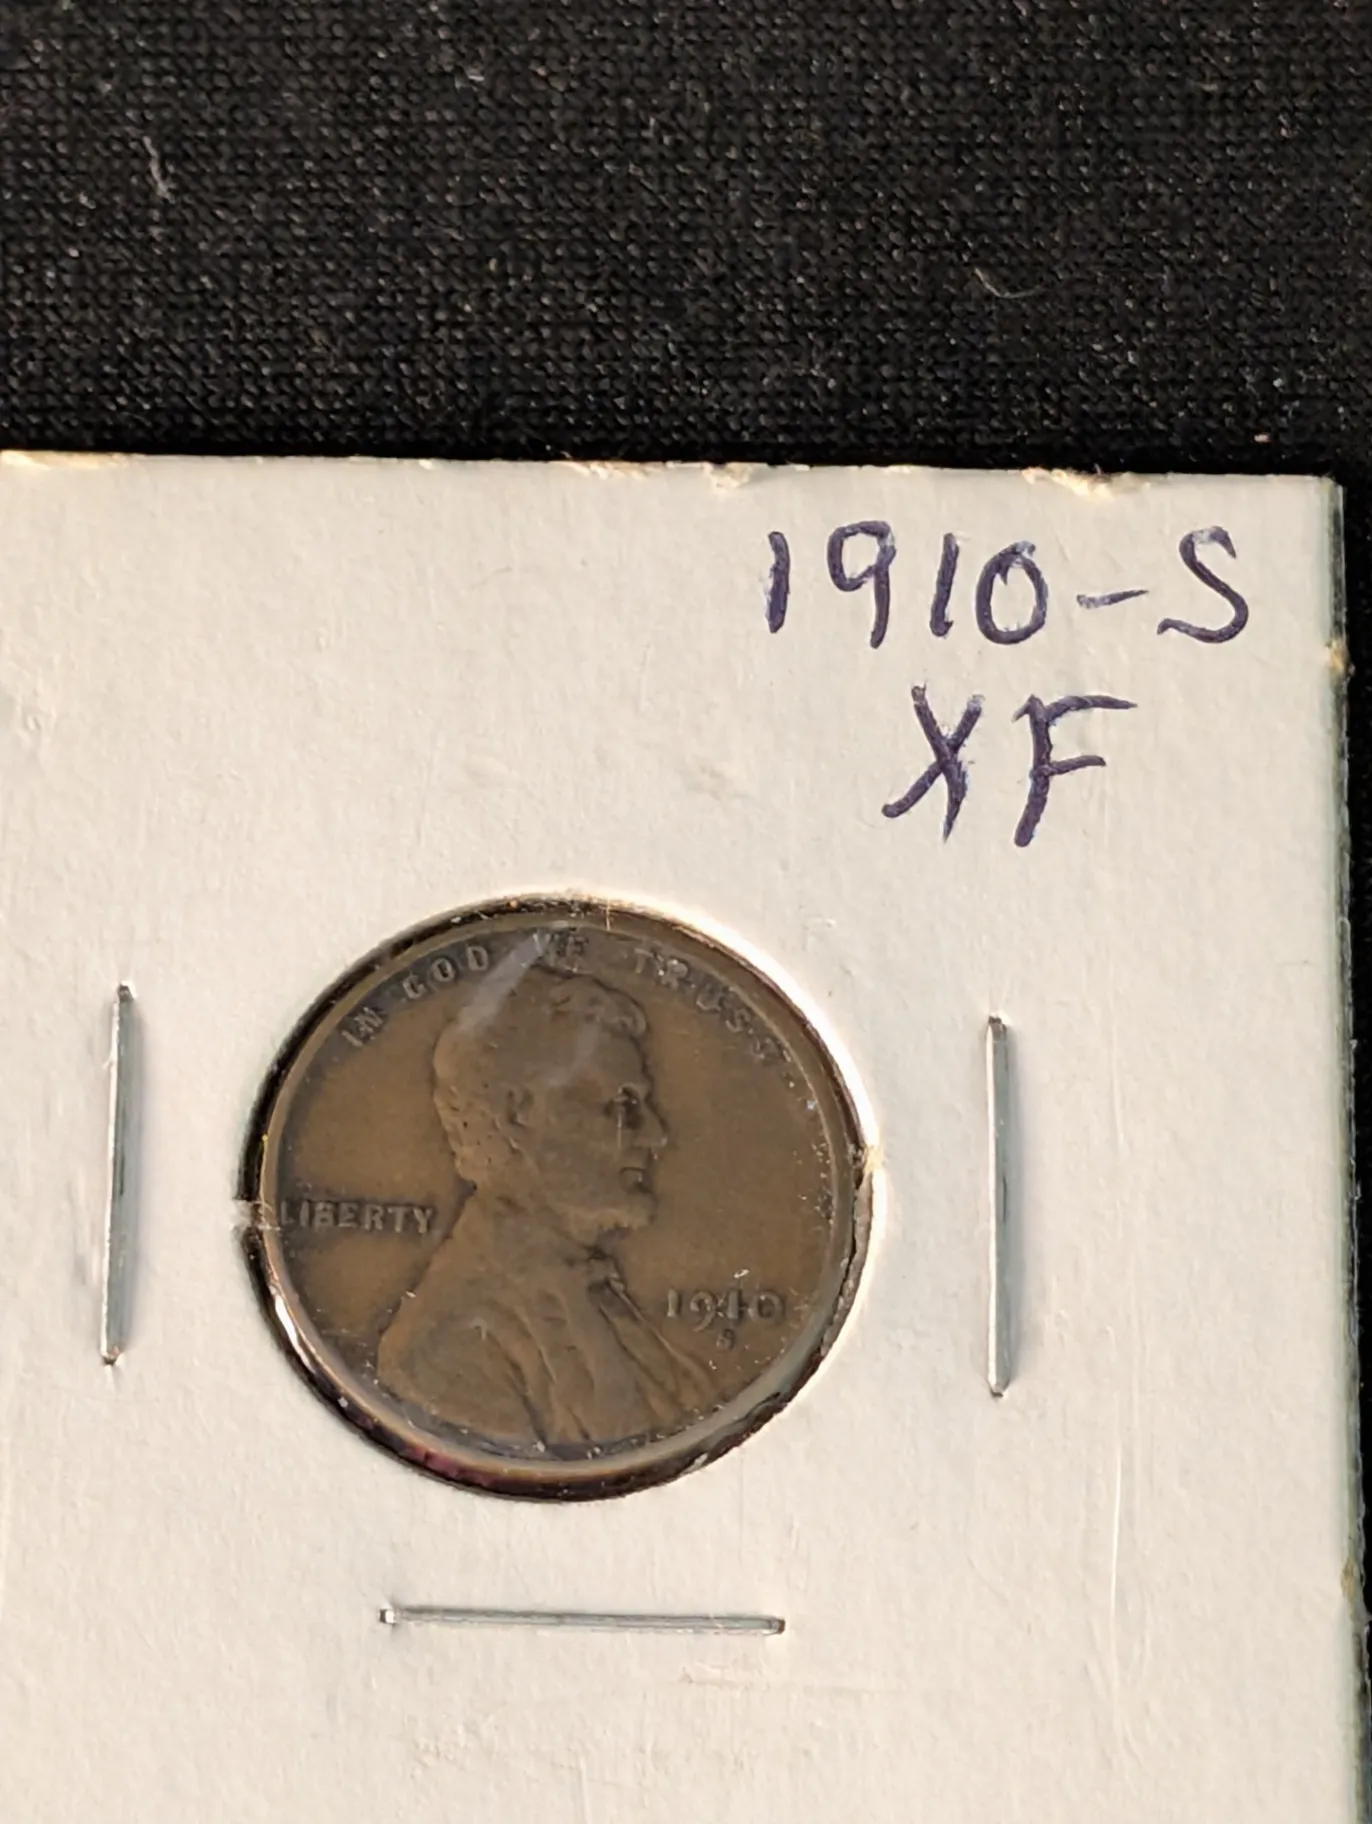 1910-S
XF
IN GOD WE TRUST
LIBERTY
1910
S